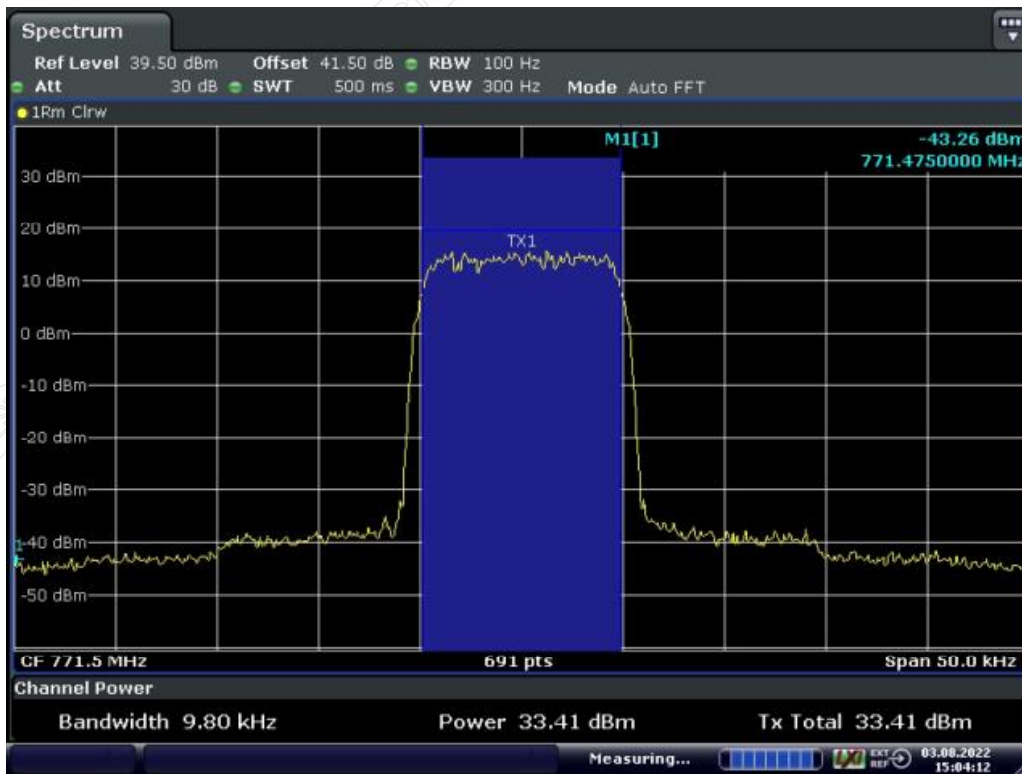 Spectrum
Ref Level 39.50 dBm Offset 41.50 dB RBW 100 Hz
Att 30 dB SWT 500 ms VBW 300 Hz Mode Auto FFT
1Rm Clrw
M1[1] -43.26 dBm
771.4750000 MHz
30 dBm
20 dBm
TX1
10 dBm
0 dBm
-10 dBm
-20 dBm
-30 dBm
-40 dBm
-50 dBm
CF 771.5 MHz 691 pts Span 50.0 kHz
Channel Power
Bandwidth 9.80 kHz Power 33.41 dBm Tx Total 33.41 dBm
Measuring... LXI EXT REF 03.08.2022
15:04:12